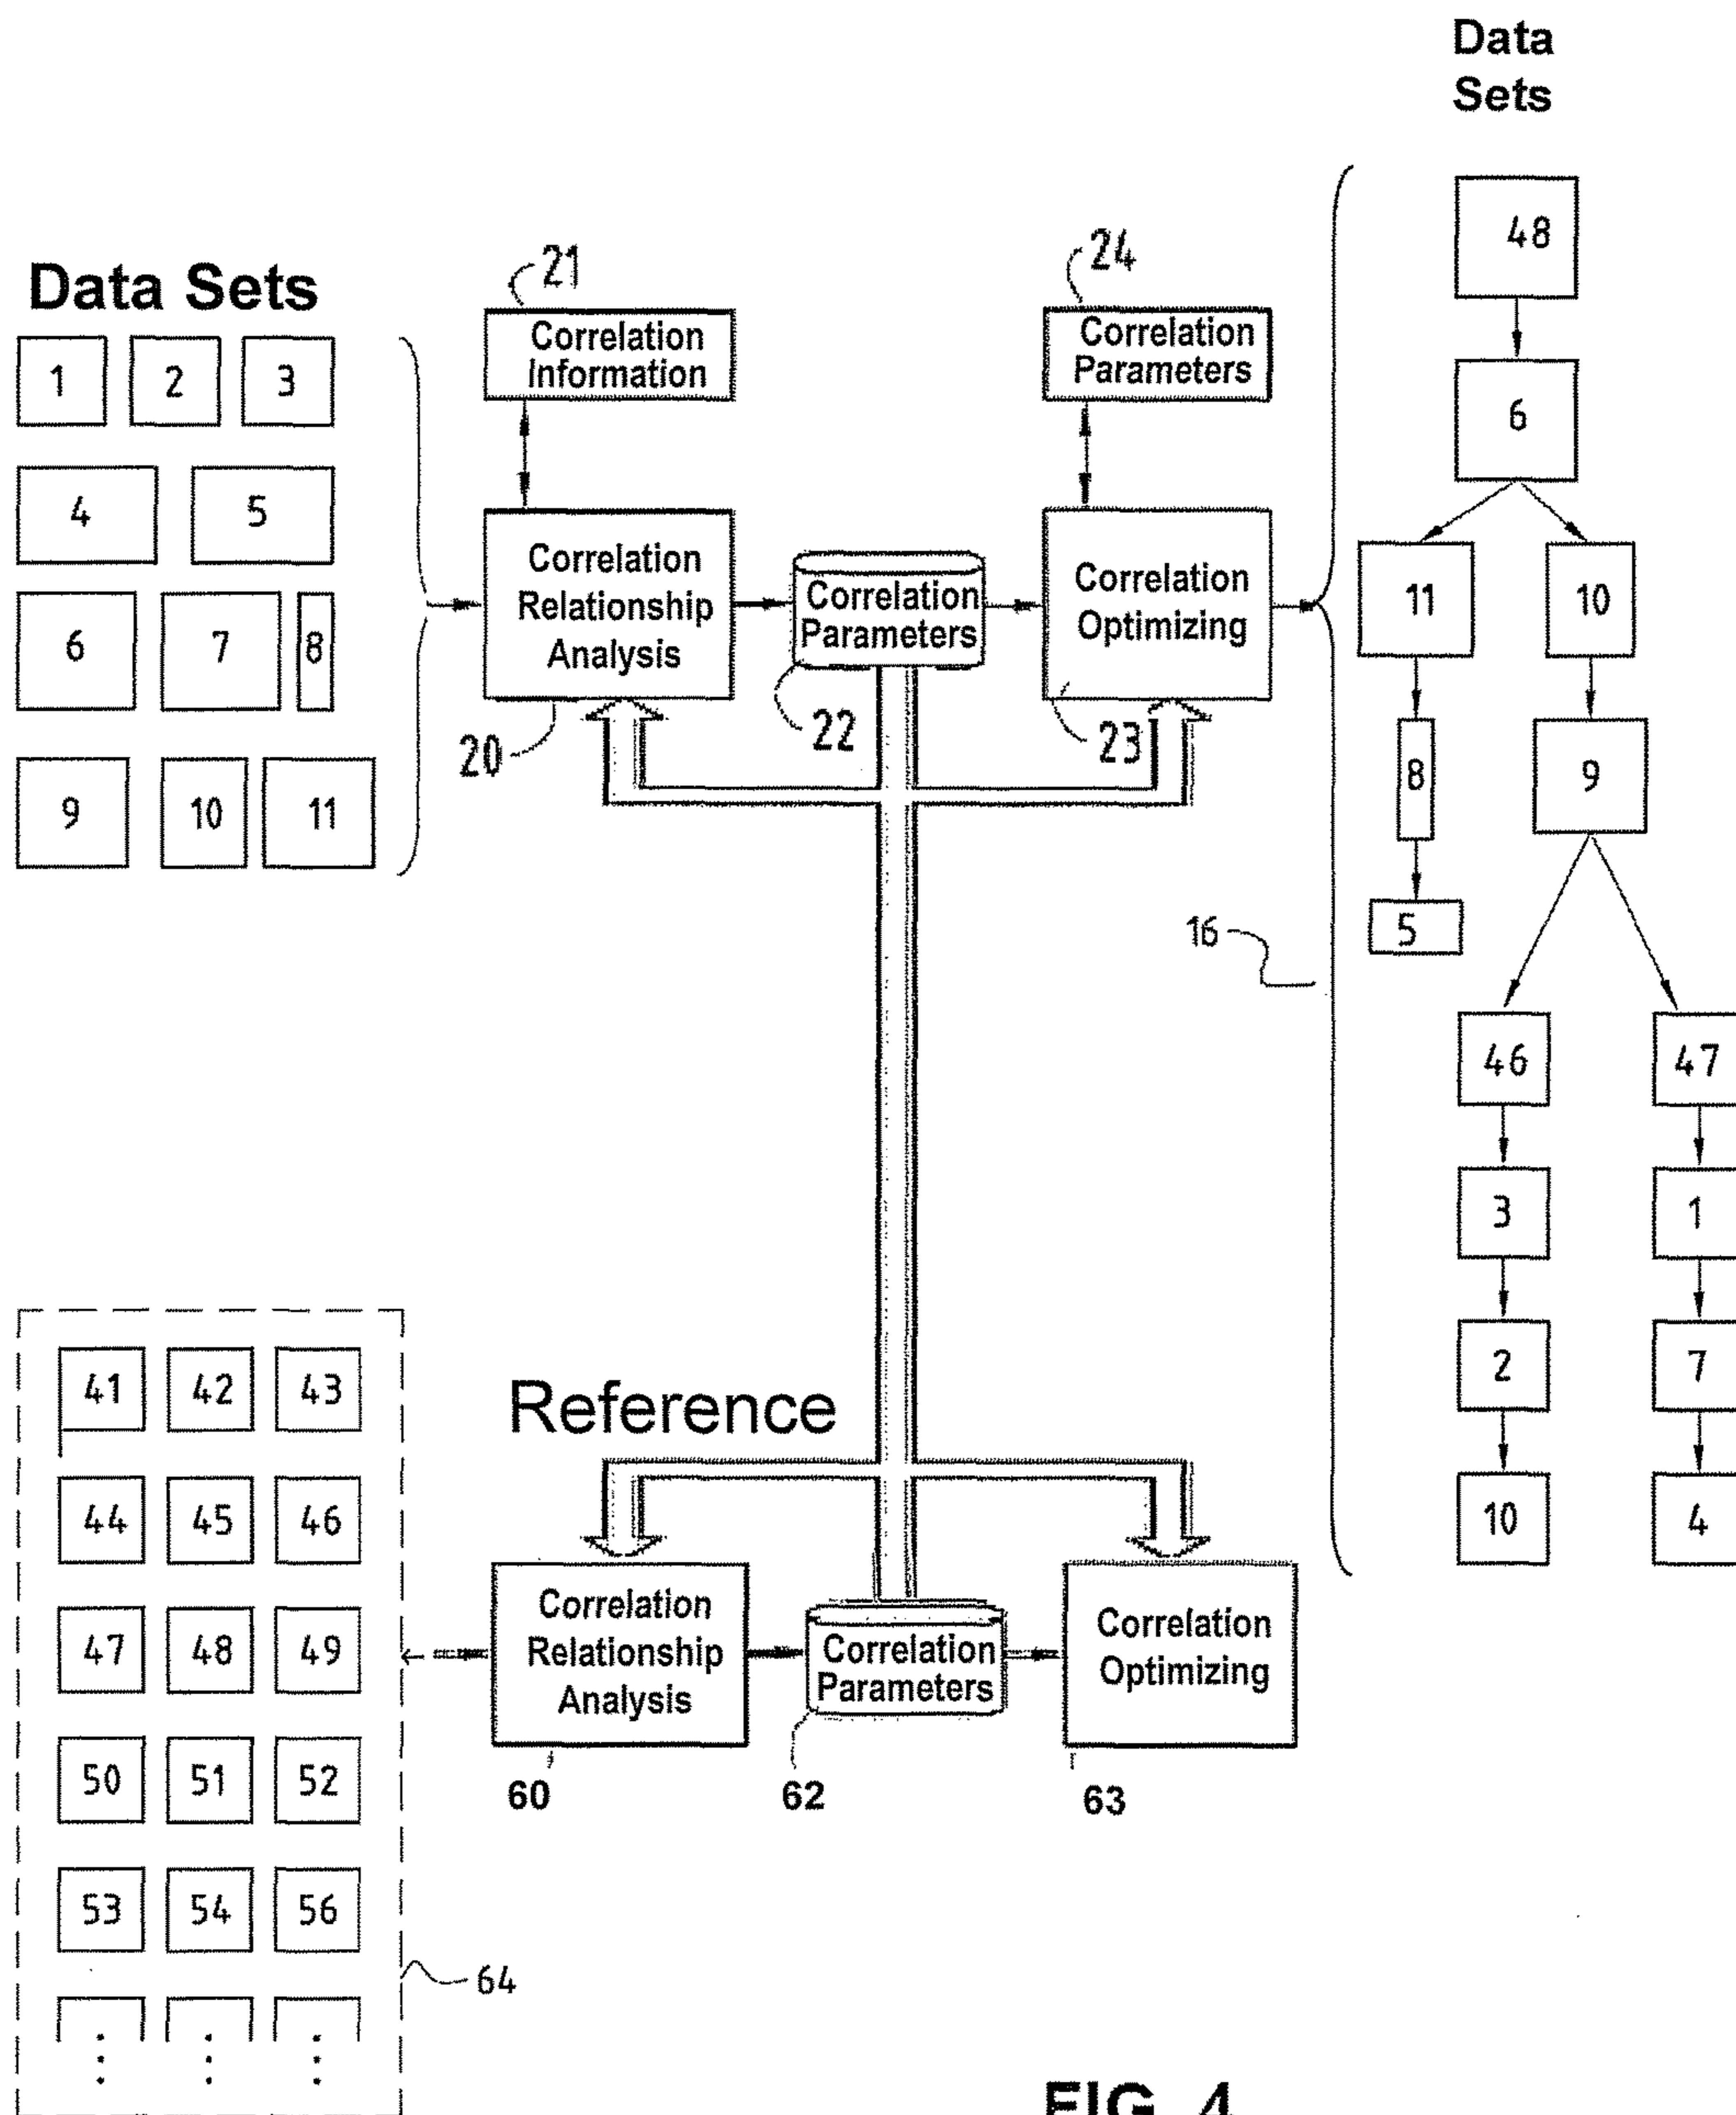 Data
Sets
48
6
11
10
8
9
5
16
46
47
3
1
2
7
10
4
Data Sets
1 2 3
4 5
6 7 8
9 10 11
21
Correlation
Information
24
Correlation
Parameters
Correlation
Relationship
Analysis
20
Correlation
Parameters
22
Correlation
Optimizing
23
Reference
41 42 43
44 45 46
47 48 49
50 51 52
53 54 56
64
Correlation
Relationship
Analysis
60
Correlation
Parameters
62
Correlation
Optimizing
63
FIG. 4